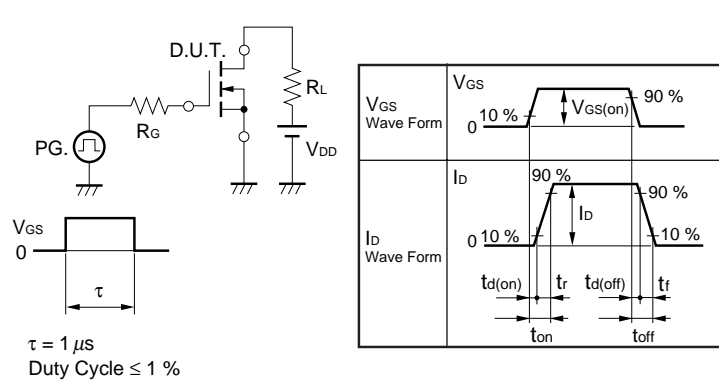 D.U.T.
RL
RG
PG.
VDD
VGS
0
τ
τ = 1 μs
Duty Cycle ≤ 1 %
VGS
Wave Form
VGS
10 %
0
VGS(on)
90 %
ID
Wave Form
ID
90 %
90 %
ID
0 10 %
10 %
td(on) tr td(off) tf
ton toff